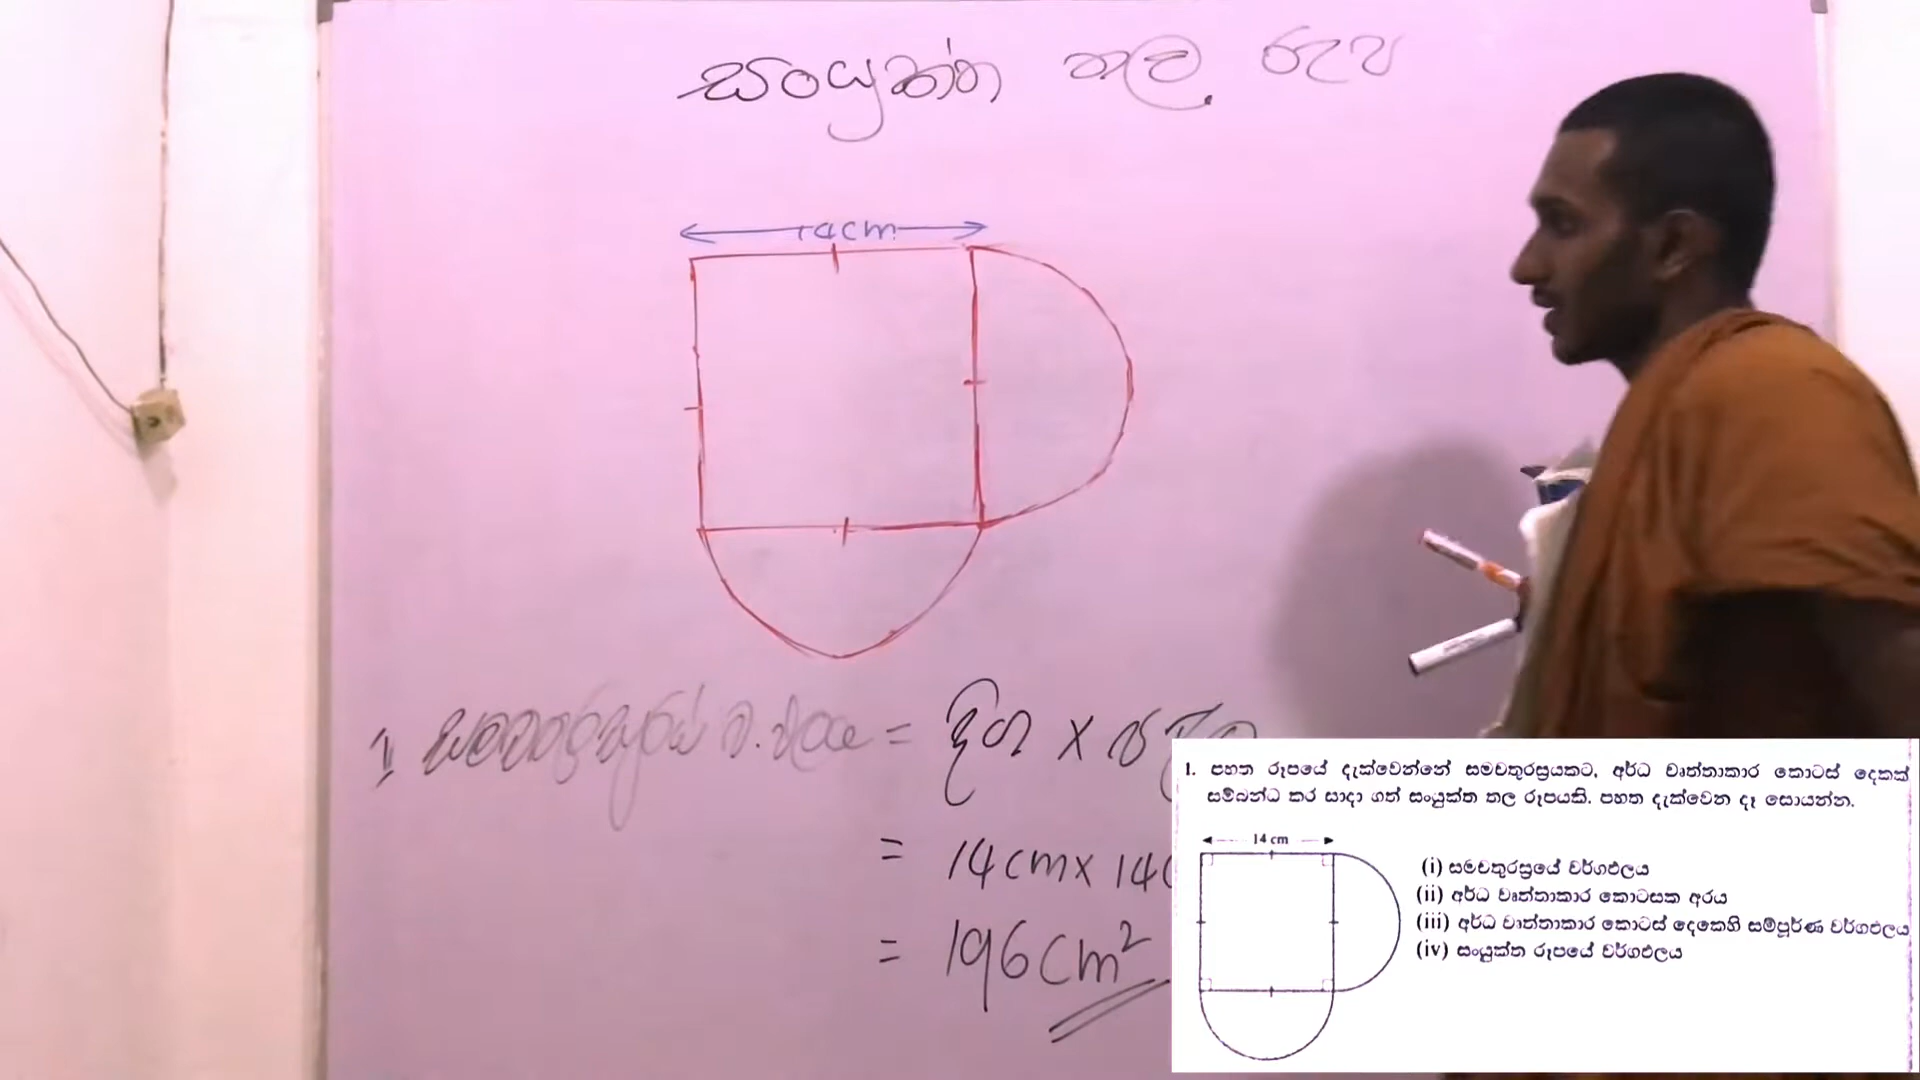 සංයුක්ත තල රූප
14cm
1 සමචතුරස්‍රයේ ව.ඵලය = දිග × පළල
= 14cm x 14
= 196cm²
1. පහත රූපයේ දැක්වෙන්නේ සමචතුරස්‍රයකට, අර්ධ වෘත්තාකාර කොටස් දෙකක්
සම්බන්ධ කර සාදා ගත් සංයුක්ත තල රූපයකි. පහත දැක්වෙන දෑ සොයන්න.
14 cm
(i) සමචතුරස්‍රයේ වර්ගඵලය
(ii) අර්ධ වෘත්තාකාර කොටසක අරය
(iii) අර්ධ වෘත්තාකාර කොටස් දෙකෙහි සම්පූර්ණ වර්ගඵලය
(iv) සංයුක්ත රූපයේ වර්ගඵලය